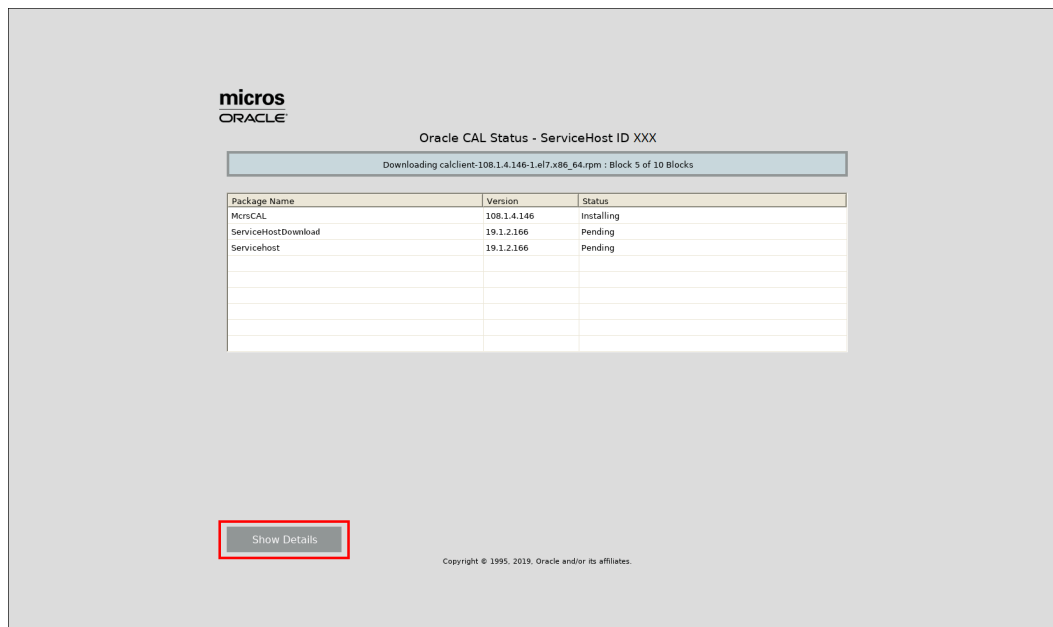 micros
ORACLE
Oracle CAL Status - ServiceHost ID XXX
Downloading calclient-108.1.4.146-1.el7.x86_64.rpm : Block 5 of 10 Blocks
Package Name Version Status
McrsCAL 108.1.4.146 Installing
ServiceHostDownload 19.1.2.166 Pending
Servicehost 19.1.2.166 Pending
Show Details
Copyright © 1995, 2019, Oracle and/or its affiliates.